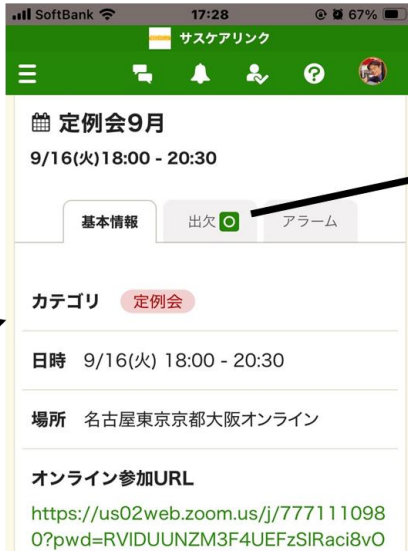 SoftBank 17:28 67%
サスケアリンク
定例会9月
9/16(火)18:00 - 20:30
基本情報 出欠 アラーム
カテゴリ 定例会
日時 9/16(火) 18:00 - 20:30
場所 名古屋東京京都大阪オンライン
オンライン参加URL
https://us02web.zoom.us/j/777111098
0?pwd=RVlDUUNZM3F4UEFzSlRaci8vO